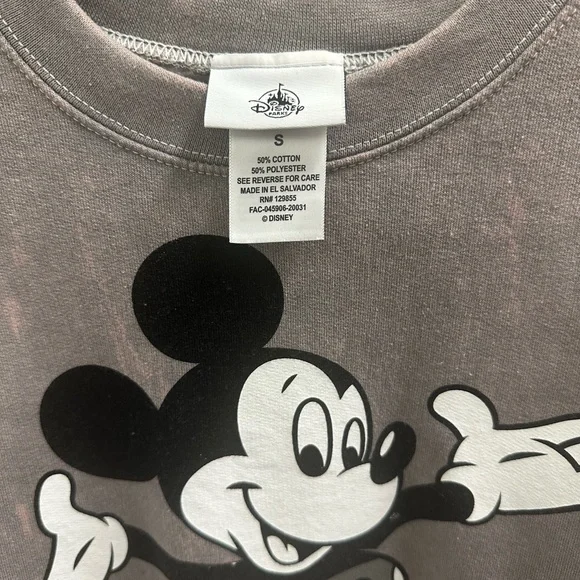 Disney
PARKS
S
50% COTTON
50% POLYESTER
SEE REVERSE FOR CARE
MADE IN EL SALVADOR
RN# 129855
FAC-045906-20031
© DISNEY